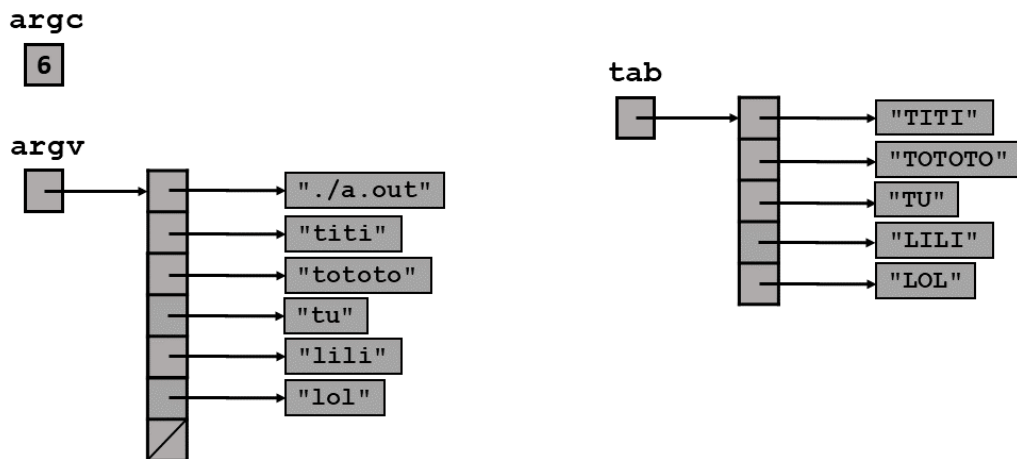 argc
6
argv
"./a.out"
"titi"
"tototo"
"tu"
"lili"
"lol"
tab
"TITI"
"TOTOTO"
"TU"
"LILI"
"LOL"